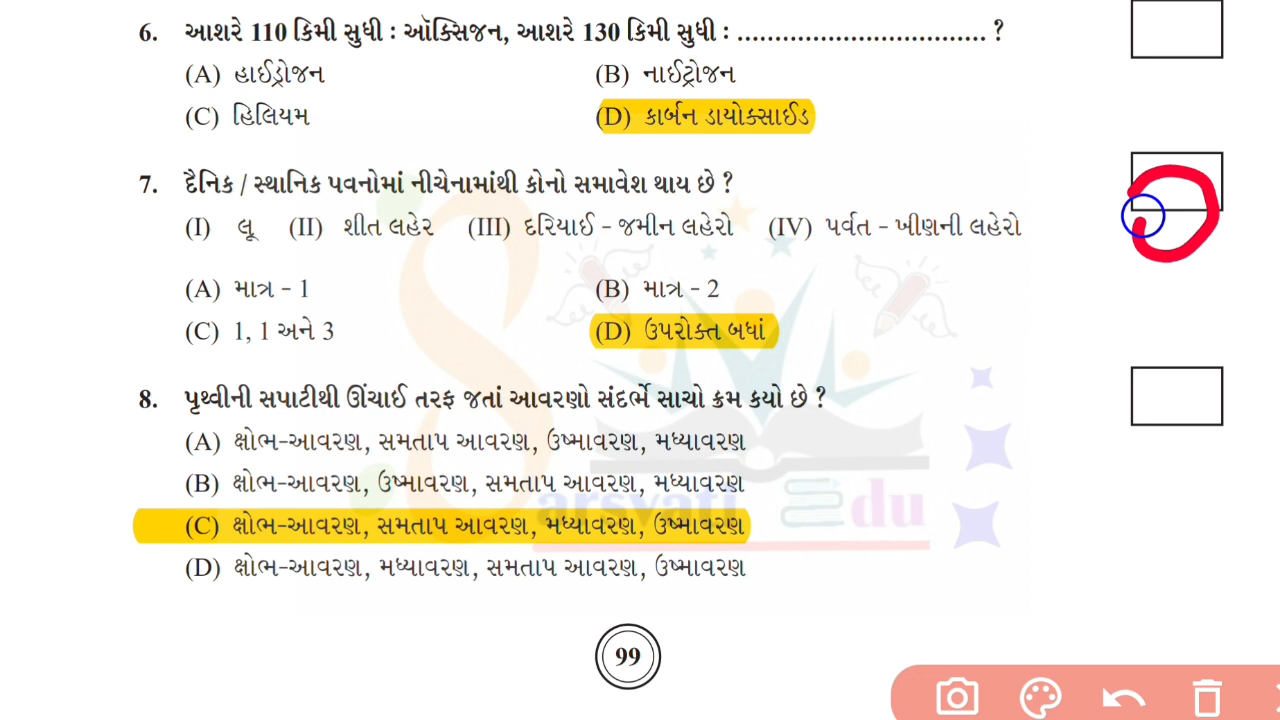 6. આશરે 110 કિમી સુધી : ઑક્સિજન, આશરે 130 કિમી સુધી : ................................. ?
(A) હાઈડ્રોજન (B) નાઈટ્રોજન
(C) હિલિયમ (D) કાર્બન ડાયોક્સાઈડ
7. દૈનિક / સ્થાનિક પવનોમાં નીચેનામાંથી કોનો સમાવેશ થાય છે ?
(I) લૂ (II) શીત લહેર (III) દરિયાઈ - જમીન લહેરો (IV) પર્વત - ખીણની લહેરો
(A) માત્ર - 1 (B) માત્ર - 2
(C) 1, 1 અને 3 (D) ઉપરોક્ત બધાં
8. પૃથ્વીની સપાટીથી ઊંચાઈ તરફ જતાં આવરણો સંદર્ભે સાચો ક્રમ કયો છે ?
(A) ક્ષોભ-આવરણ, સમતાપ આવરણ, ઉષ્માવરણ, મધ્યાવરણ
(B) ક્ષોભ-આવરણ, ઉષ્માવરણ, સમતાપ આવરણ, મધ્યાવરણ
arsvati Edu
(C) ક્ષોભ-આવરણ, સમતાપ આવરણ, મધ્યાવરણ, ઉષ્માવરણ
(D) ક્ષોભ-આવરણ, મધ્યાવરણ, સમતાપ આવરણ, ઉષ્માવરણ
99